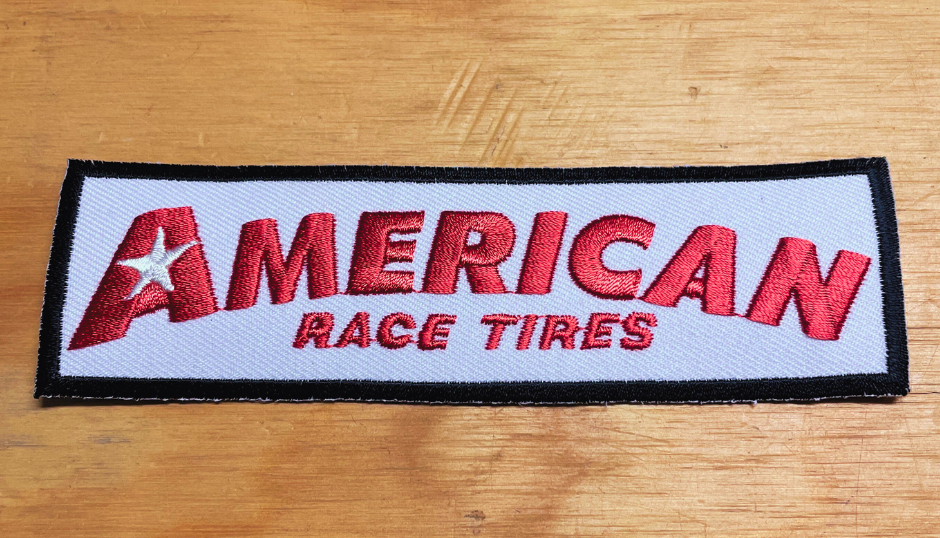 AMERICAN
RACE TIRES